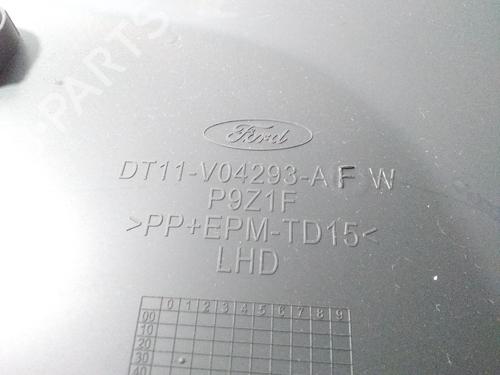 Ford
DT11-V04293-A F W
P9Z1F
>PP+EPM-TD15<
LHD
0 1 2 3 4 5 6 7 8 9
00
10
20
30
40